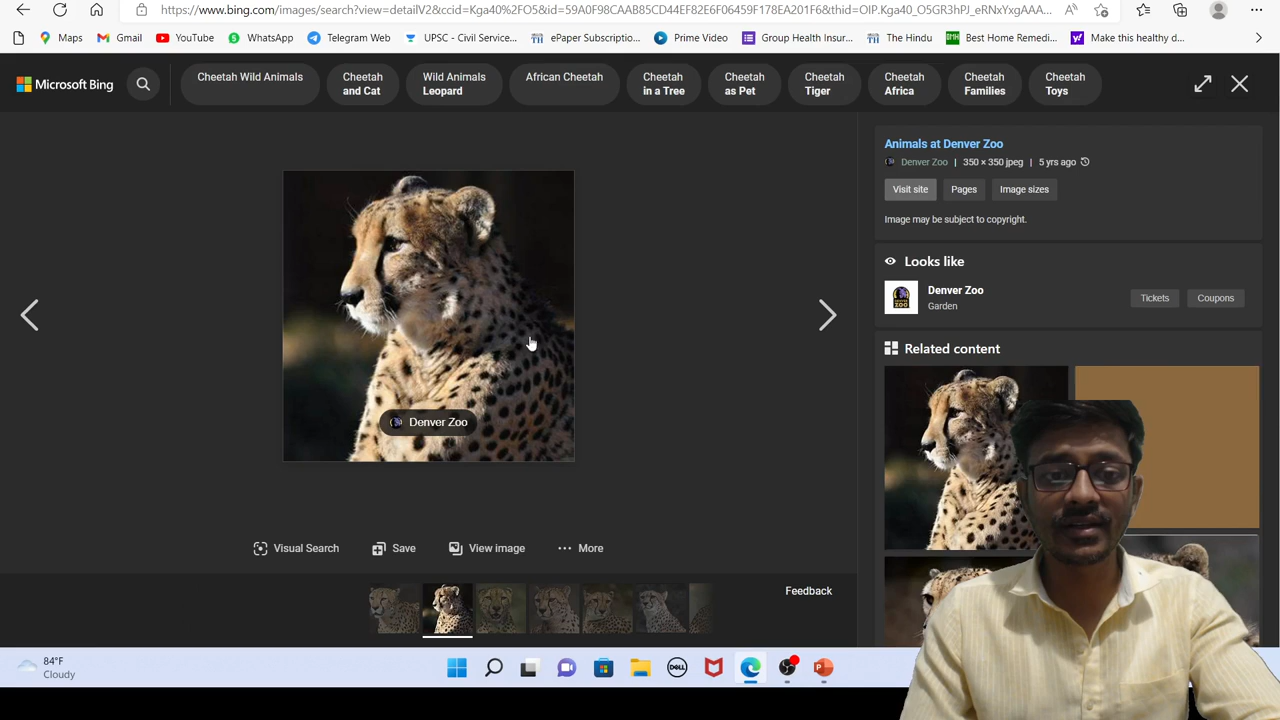 https://www.bing.com/images/search?view=detailV2&ccid=Kga40%2FO5&id=59A0F98CAAB85CD44EF82E6F06459F178EA201F6&thid=OIP.Kga40_O5GR3hPJ_eRNxYxgAAA...
Maps
Gmail
YouTube
WhatsApp
Telegram Web
UPSC - Civil Service...
ePaper Subscriptio...
Prime Video
Group Health Insur...
The Hindu
Best Home Remedi...
Make this healthy d...
Microsoft Bing
Cheetah Wild Animals
Cheetah and Cat
Wild Animals Leopard
African Cheetah
Cheetah in a Tree
Cheetah as Pet
Cheetah Tiger
Cheetah Africa
Cheetah Families
Cheetah Toys
Animals at Denver Zoo
Denver Zoo | 350 × 350 jpeg | 5 yrs ago
Visit site
Pages
Image sizes
Image may be subject to copyright.
Looks like
Denver Zoo
Garden
Tickets
Coupons
Related content
Denver Zoo
Visual Search
Save
View image
More
Feedback
84°F
Cloudy
DELL